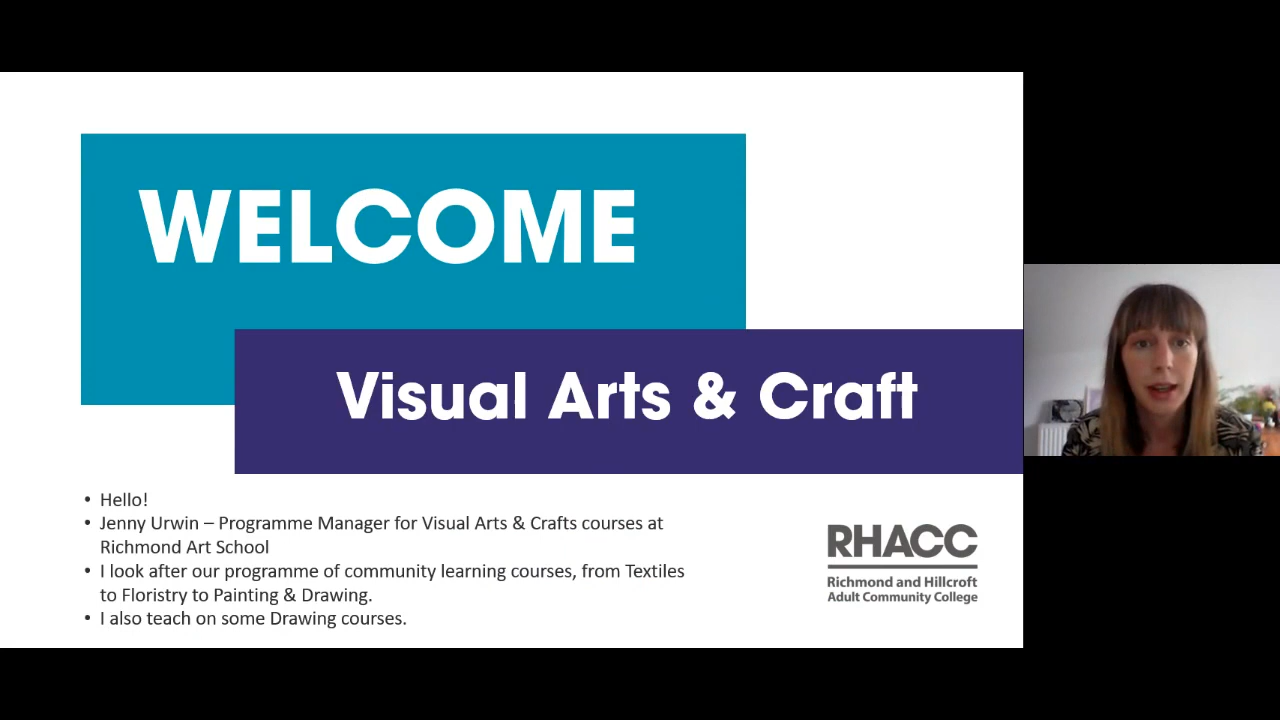 WELCOME
Visual Arts & Craft
• Hello!
• Jenny Urwin – Programme Manager for Visual Arts & Crafts courses at
Richmond Art School
• I look after our programme of community learning courses, from Textiles
to Floristry to Painting & Drawing.
• I also teach on some Drawing courses.
RHACC
Richmond and Hillcroft
Adult Community College